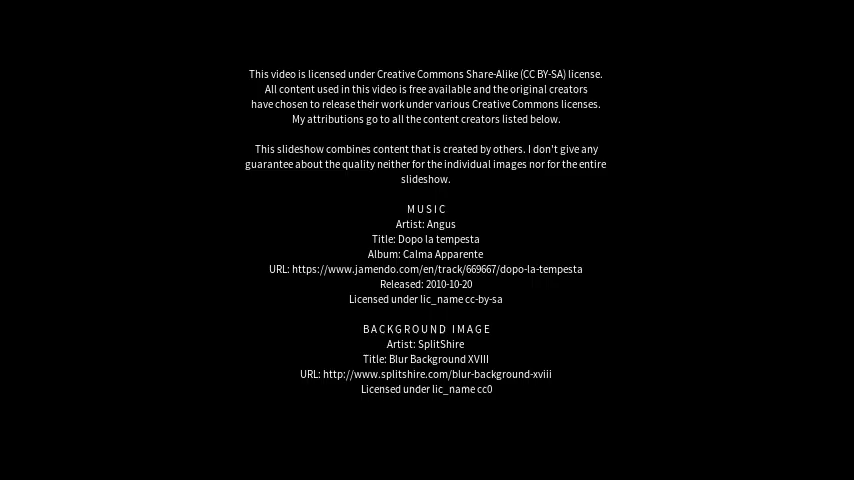 This video is licensed under Creative Commons Share-Alike (CC BY-SA) license.
All content used in this video is free available and the original creators
have chosen to release their work under various Creative Commons licenses.
My attributions go to all the content creators listed below.
This slideshow combines content that is created by others. I don't give any
guarantee about the quality neither for the individual images nor for the entire
slideshow.
MUSIC
Artist: Angus
Title: Dopo la tempesta
Album: Calma Apparente
URL: https://www.jamendo.com/en/track/669667/dopo-la-tempesta
Released: 2010-10-20
Licensed under lic_name cc-by-sa
BACKGROUND IMAGE
Artist: SplitShire
Title: Blur Background XVIII
URL: http://www.splitshire.com/blur-background-xviii
Licensed under lic_name cc0